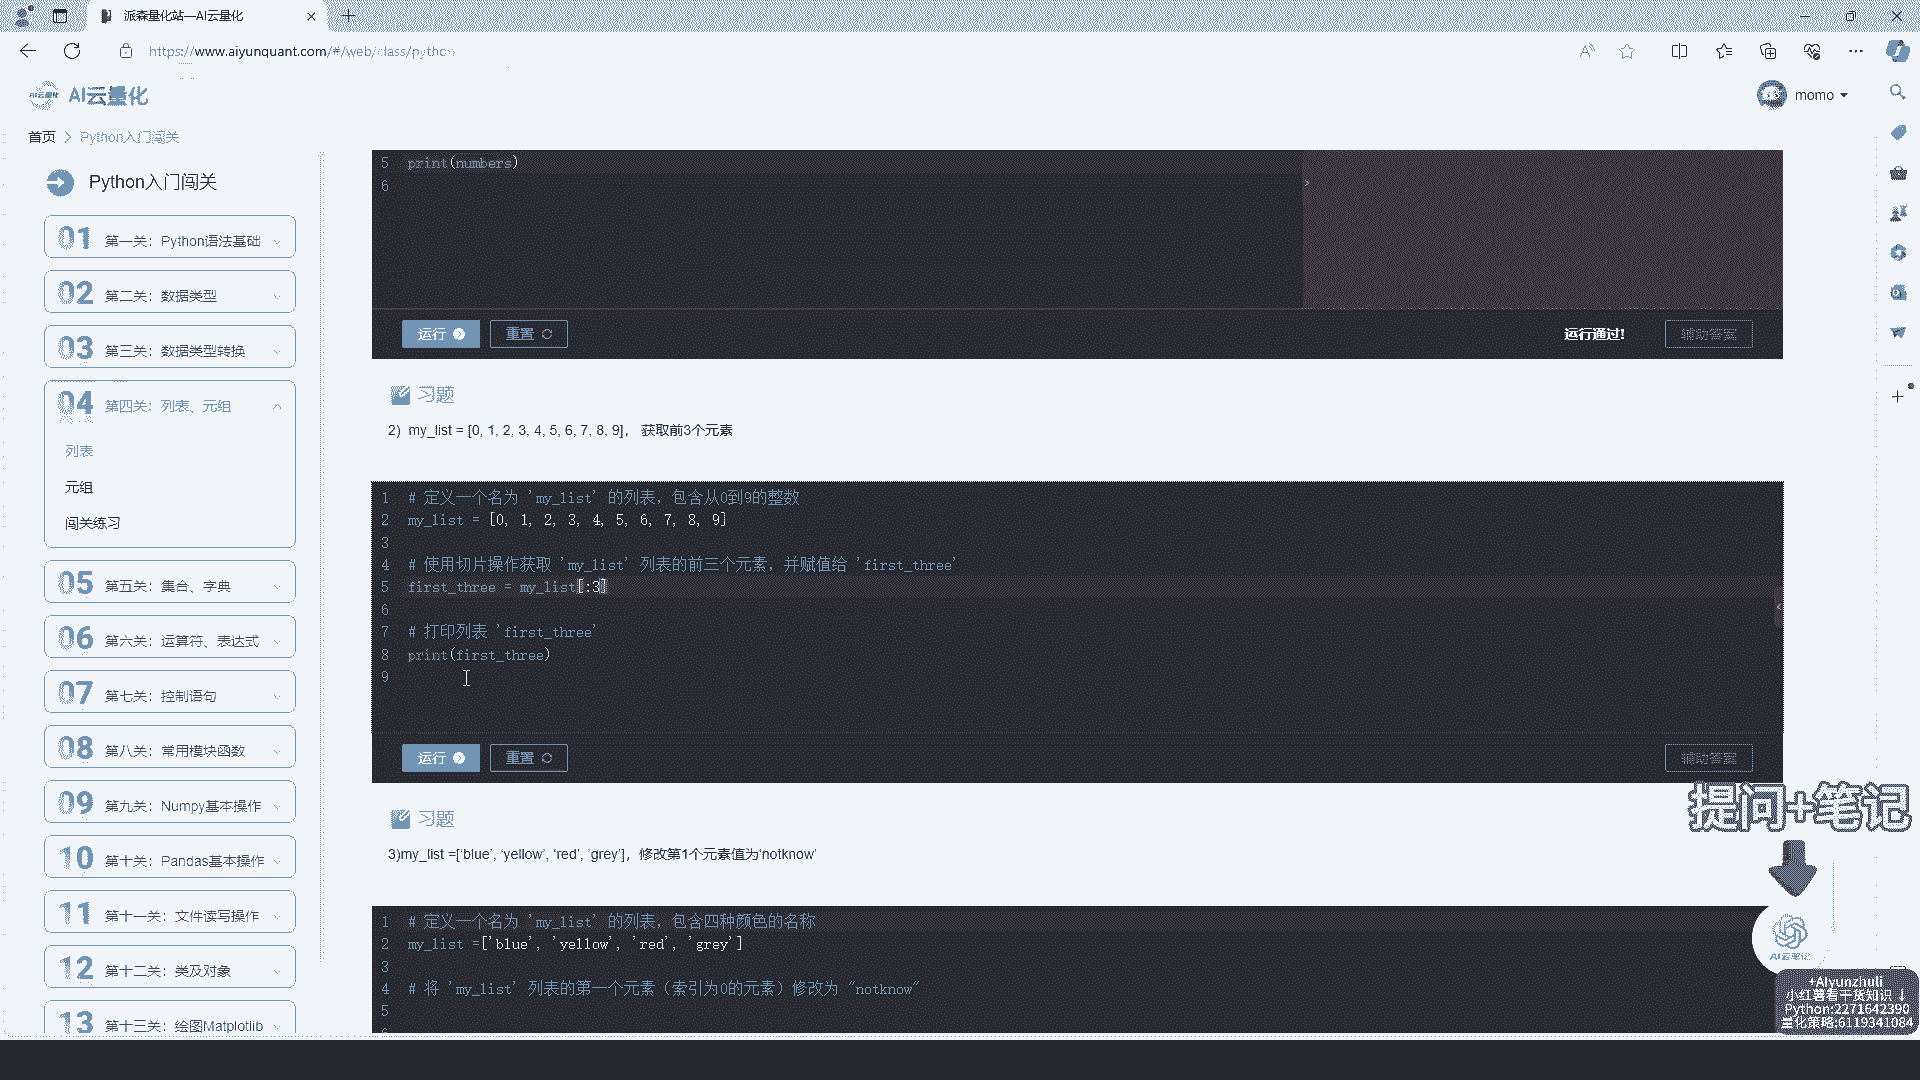 派森量化站—AI云量化
https://www.aiyunquant.com/#/web/class/python
AI云量化
momo
首页 > Python入门闯关
Python入门闯关
01 第一关：Python语法基础
02 第二关：数据类型
03 第三关：数据类型转换
04 第四关：列表、元组
列表
元组
闯关练习
05 第五关：集合、字典
06 第六关：运算符、表达式
07 第七关：控制语句
08 第八关：常用模块函数
09 第九关：Numpy基本操作
10 第十关：Pandas基本操作
11 第十一关：文件读写操作
12 第十二关：类及对象
13 第十三关：绘图Matplotlib
5 print(numbers)
6
运行 重置 运行通过! 辅助答案
习题
2) my_list = [0, 1, 2, 3, 4, 5, 6, 7, 8, 9]， 获取前3个元素
1 # 定义一个名为 'my_list' 的列表，包含从0到9的整数
2 my_list = [0, 1, 2, 3, 4, 5, 6, 7, 8, 9]
3
4 # 使用切片操作获取 'my_list' 列表的前三个元素，并赋值给 'first_three'
5 first_three = my_list[:3]
6
7 # 打印列表 'first_three'
8 print(first_three)
9
运行 重置 辅助答案
习题
3)my_list =['blue', 'yellow', 'red', 'grey']，修改第1个元素值为'notknow'
1 # 定义一个名为 'my_list' 的列表，包含四种颜色的名称
2 my_list =['blue', 'yellow', 'red', 'grey']
3
4 # 将 'my_list' 列表的第一个元素（索引为0的元素）修改为 "notknow"
5
提问+笔记
AI云量化
+AIyunzhuli
小红薯看干货知识 ↓
Python:2271642390
量化策略:6119341084